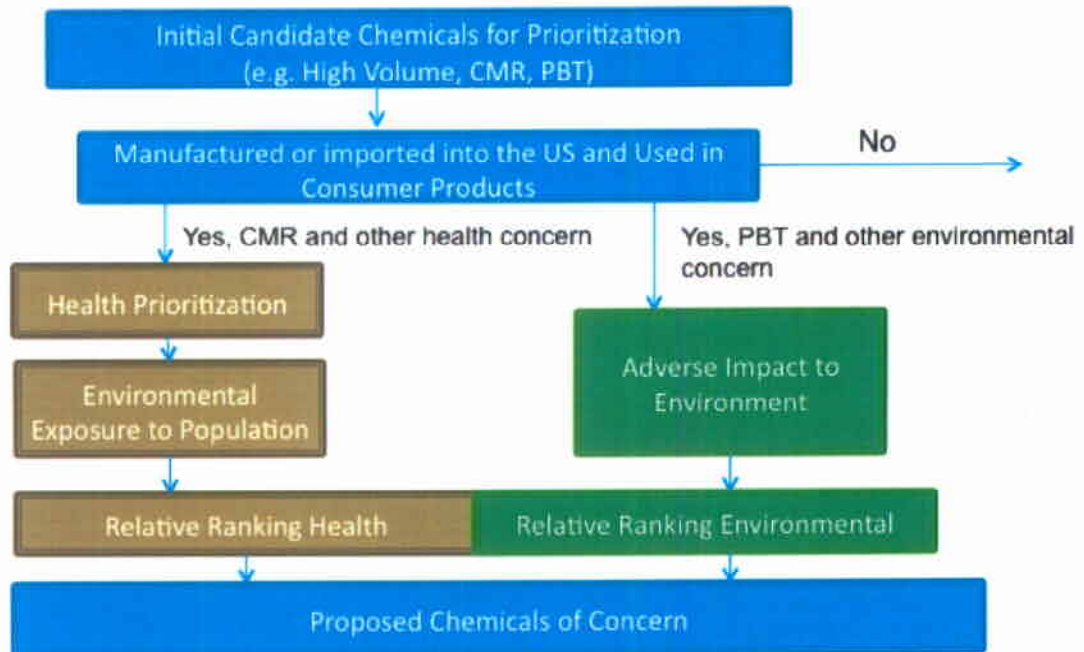 Initial Candidate Chemicals for Prioritization
(e.g. High Volume, CMR, PBT)
Manufactured or imported into the US and Used in
Consumer Products
No
Yes, CMR and other health concern
Yes, PBT and other environmental
concern
Health Prioritization
Environmental
Exposure to Population
Adverse Impact to
Environment
Relative Ranking Health
Relative Ranking Environmental
Proposed Chemicals of Concern